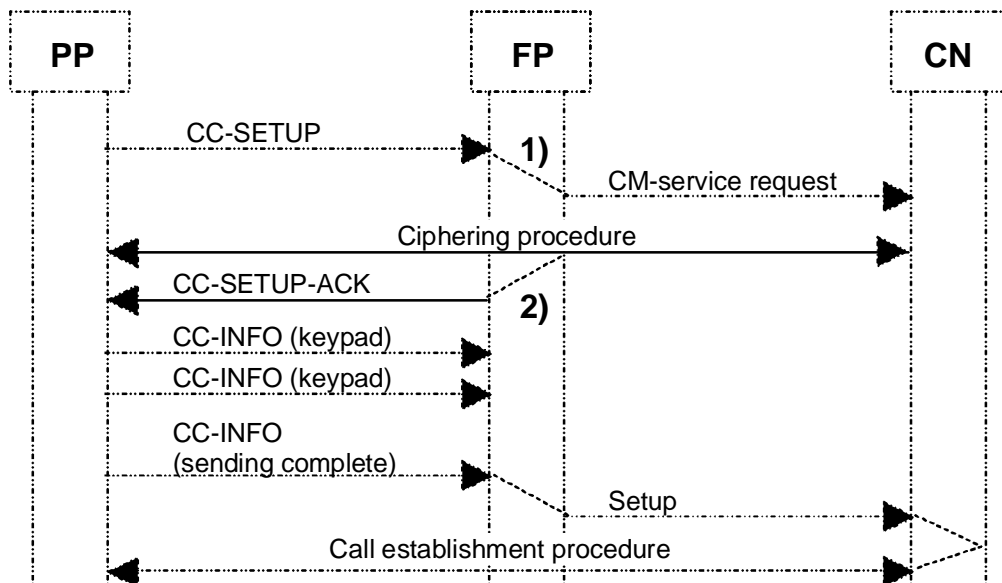 PP
FP
CN
CC-SETUP
1)
CM-service request
Ciphering procedure
CC-SETUP-ACK
2)
CC-INFO (keypad)
CC-INFO (keypad)
CC-INFO
(sending complete)
Setup
Call establishment procedure